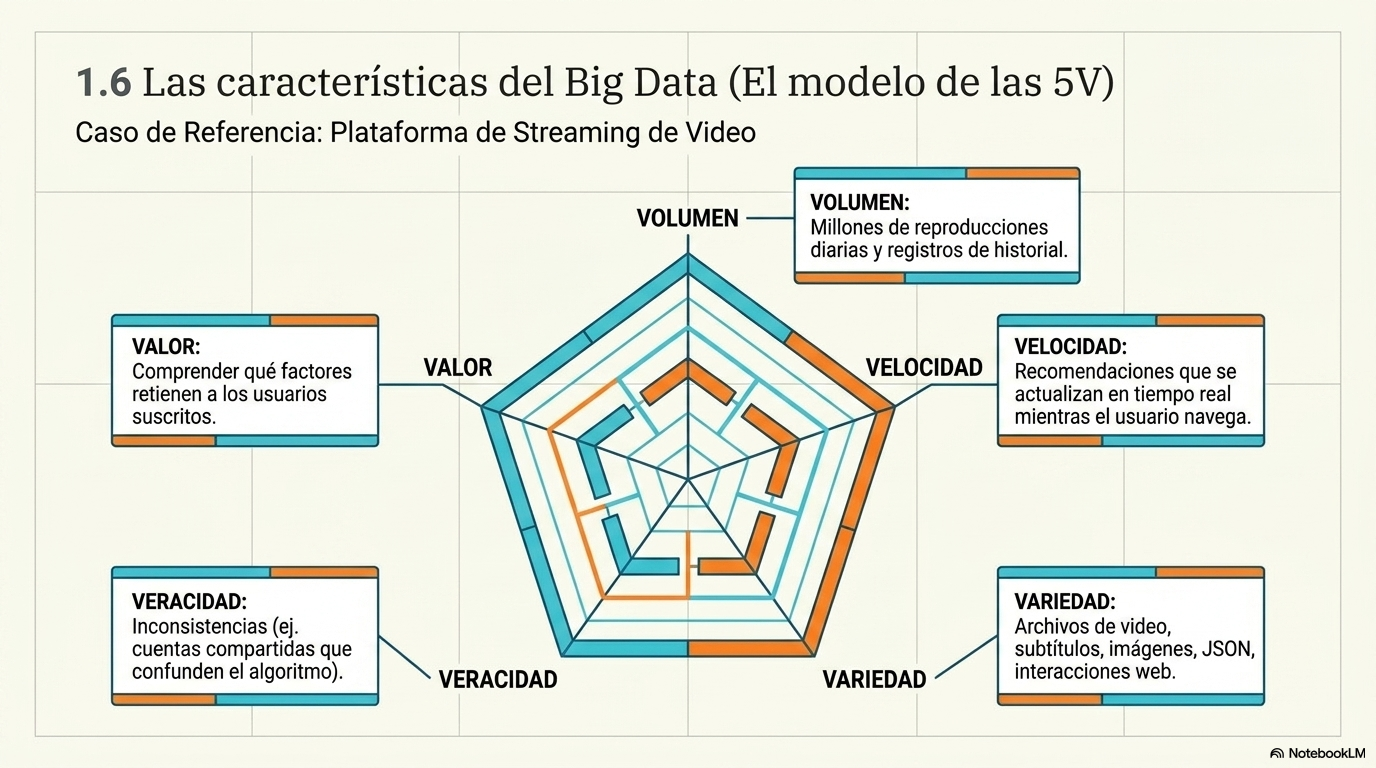 1.6 Las características del Big Data (El modelo de las 5V)
Caso de Referencia: Plataforma de Streaming de Video
VOLUMEN
VOLUMEN:
Millones de reproducciones
diarias y registros de historial.
VALOR:
Comprender qué factores
retienen a los usuarios
suscritos.
VALOR
VELOCIDAD
VELOCIDAD:
Recomendaciones que se
actualizan en tiempo real
mientras el usuario navega.
VERACIDAD:
Inconsistencias (ej.
cuentas compartidas que
confunden el algoritmo).
VERACIDAD
VARIEDAD
VARIEDAD:
Archivos de video,
subtítulos, imágenes, JSON,
interacciones web.
NotebookLM